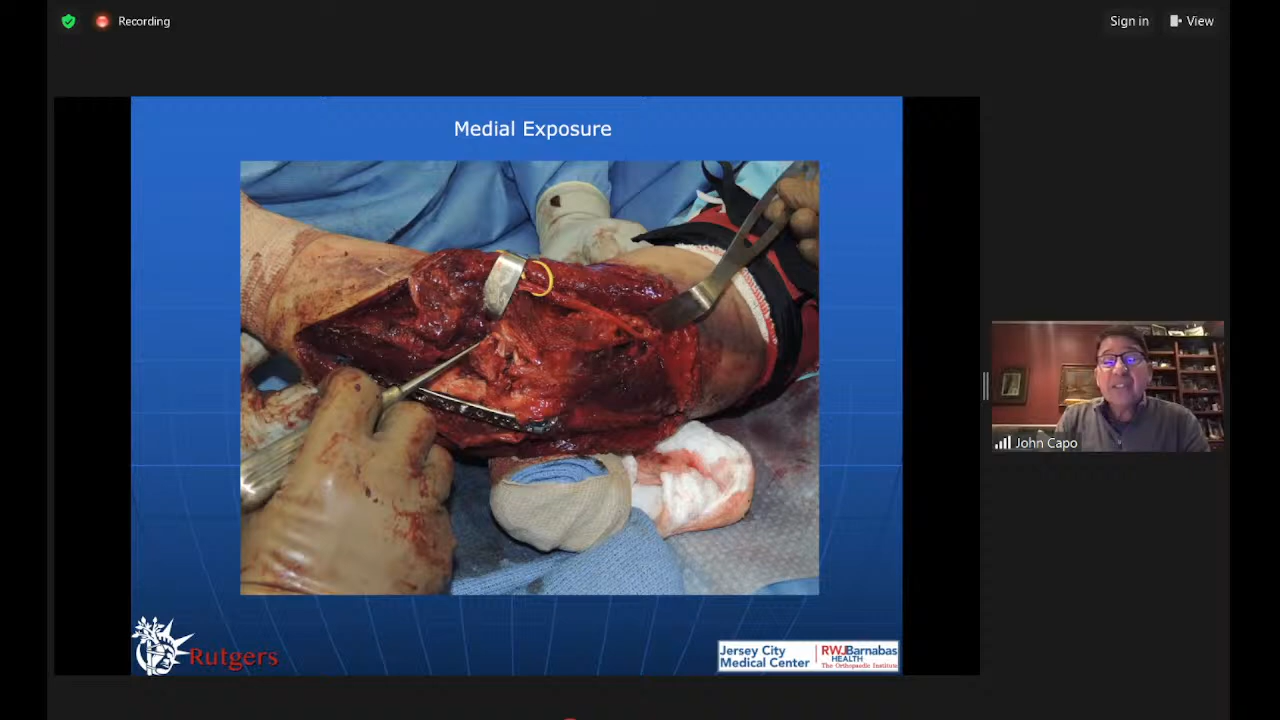 Recording
Sign in
View
Medial Exposure
John Capo
Rutgers
Jersey City
Medical Center
RWJBarnabas
HEALTH
The Orthopaedic Institute